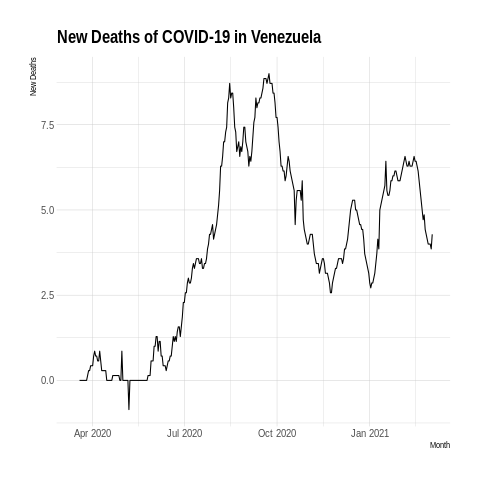 New Deaths of COVID-19 in Venezuela
New Deaths
7.5
5.0
2.5
0.0
Apr 2020
Jul 2020
Oct 2020
Jan 2021
Month